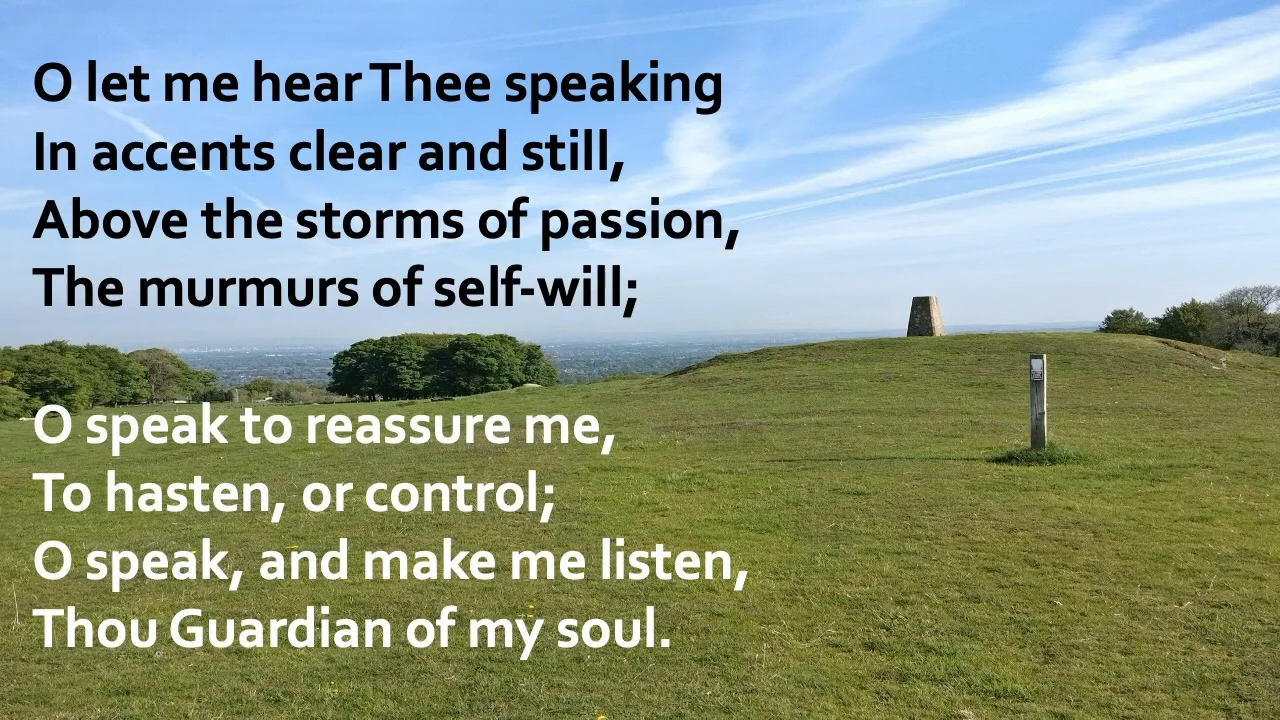 O let me hear Thee speaking
In accents clear and still,
Above the storms of passion,
The murmurs of self-will;
O speak to reassure me,
To hasten, or control;
O speak, and make me listen,
Thou Guardian of my soul.